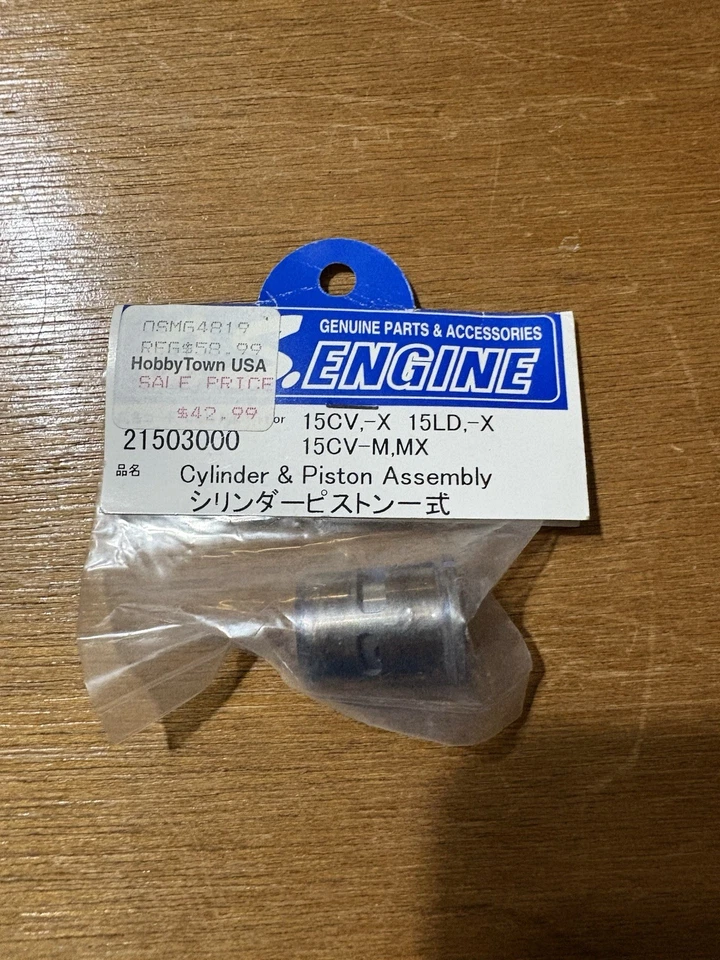 OSMG4819
REG$58.99
HobbyTown USA
SALE PRICE
$42.99
GENUINE PARTS & ACCESSORIES
S.ENGINE
or 15CV,-X 15LD,-X
21503000 15CV-M,MX
品名 Cylinder & Piston Assembly
シリンダーピストン一式